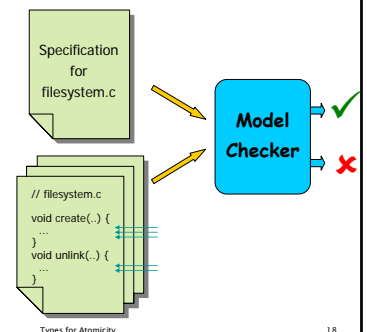 Specification
for
filesystem.c
Model
Checker
// filesystem.c
void create(..) {
...
}
void unlink(..) {
...
}
Types for Atomicity
18